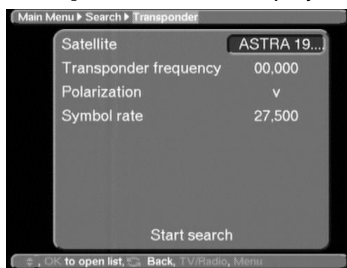 Main Menu ▸ Search ▸ Transponder
Satellite ASTRA 19...
Transponder frequency 00,000
Polarization v
Symbol rate 27,500
Start search
, OK to open list, Back, TV/Radio, Menu